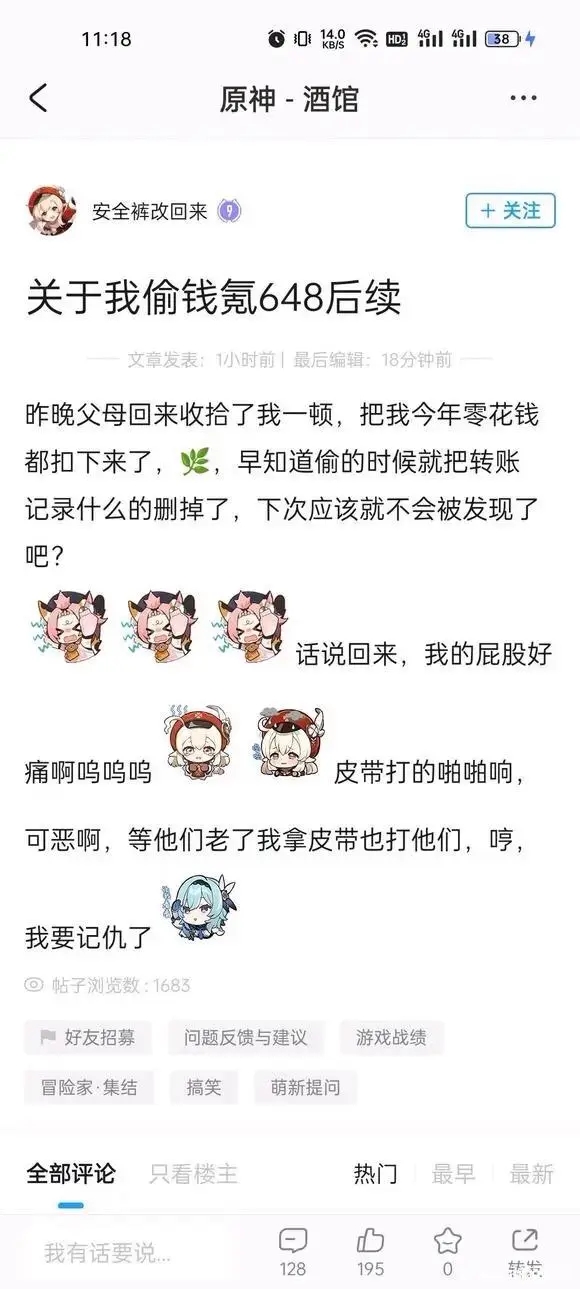 11:18
14.0
KB/S
HD2
4G
4G
38
原神 - 酒馆
安全裤改回来
9
+ 关注
关于我偷钱氪648后续
文章发表：1小时前 | 最后编辑：18分钟前
昨晚父母回来收拾了我一顿，把我今年零花钱
都扣下来了，🌿，早知道偷的时候就把转账
记录什么的删掉了，下次应该就不会被发现了
吧？
话说回来，我的屁股好
痛啊呜呜呜
皮带打的啪啪响，
可恶啊，等他们老了我拿皮带也打他们，哼，
我要记仇了
帖子浏览数：1683
好友招募
问题反馈与建议
游戏战绩
冒险家·集结
搞笑
萌新提问
全部评论
只看楼主
热门
最早
最新
我有话要说...
128
195
0
转发